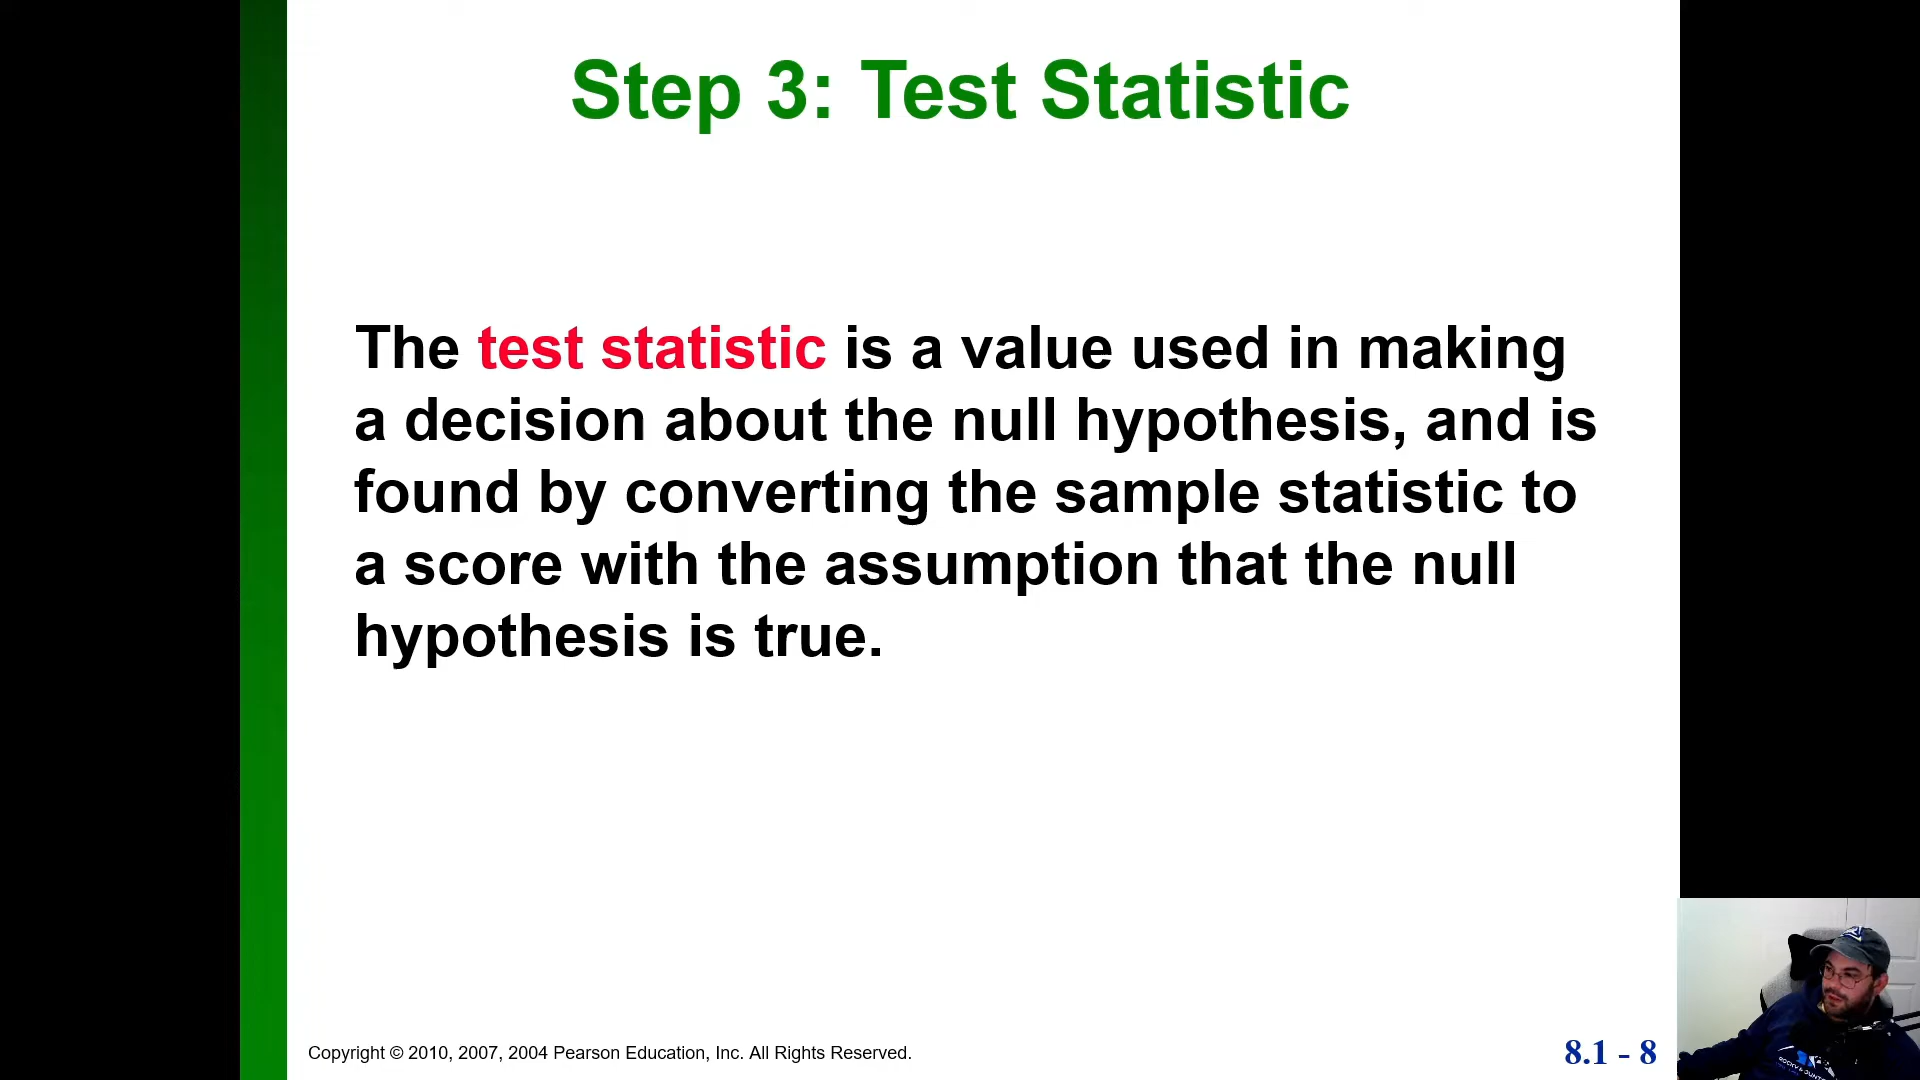 Step 3: Test Statistic
The test statistic is a value used in making
a decision about the null hypothesis, and is
found by converting the sample statistic to
a score with the assumption that the null
hypothesis is true.
Copyright © 2010, 2007, 2004 Pearson Education, Inc. All Rights Reserved.
8.1 - 8